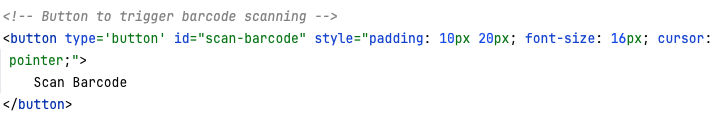 <!-- Button to trigger barcode scanning -->
<button type='button' id="scan-barcode" style="padding: 10px 20px; font-size: 16px; cursor:
pointer;">
Scan Barcode
</button>